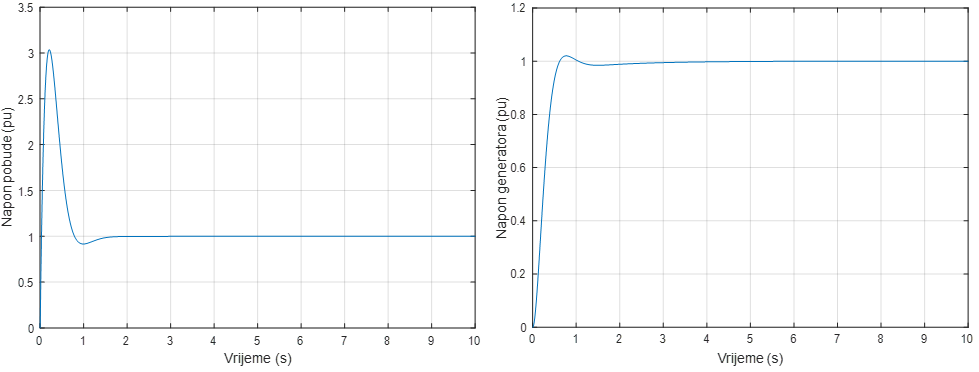 Napon pobude (pu)
3.5
3
2.5
2
1.5
1
0.5
0
0 1 2 3 4 5 6 7 8 9 10
Vrijeme (s)
Napon generatora (pu)
1.2
1
0.8
0.6
0.4
0.2
0
0 1 2 3 4 5 6 7 8 9 10
Vrijeme (s)